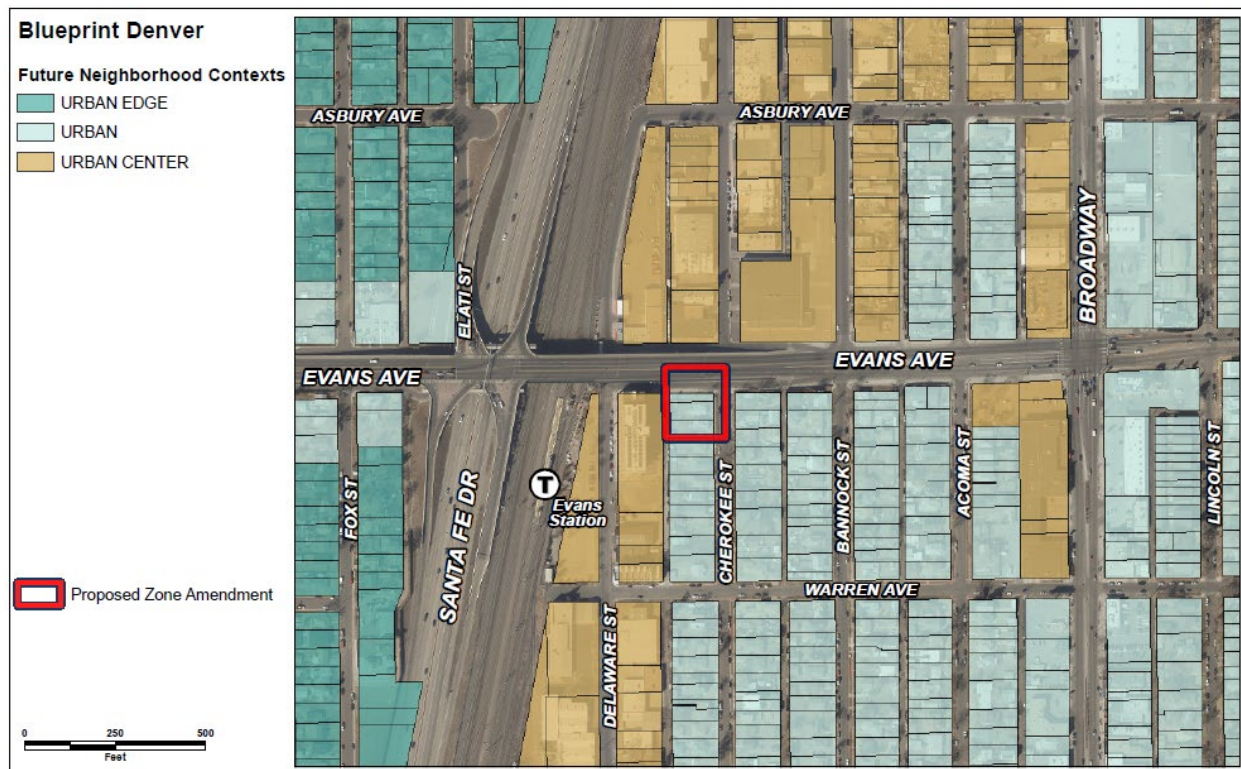 Blueprint Denver
Future Neighborhood Contexts
URBAN EDGE
URBAN
URBAN CENTER
Proposed Zone Amendment
0 250 500
Feet
ASBURY AVE
ASBURY AVE
BROADWAY
ELATI ST
EVANS AVE
EVANS AVE
FOX ST
SANTA FE DR
T
Evans
Station
CHEROKEE ST
BANNOCK ST
ACOMA ST
LINCOLN ST
WARREN AVE
DELAWARE ST